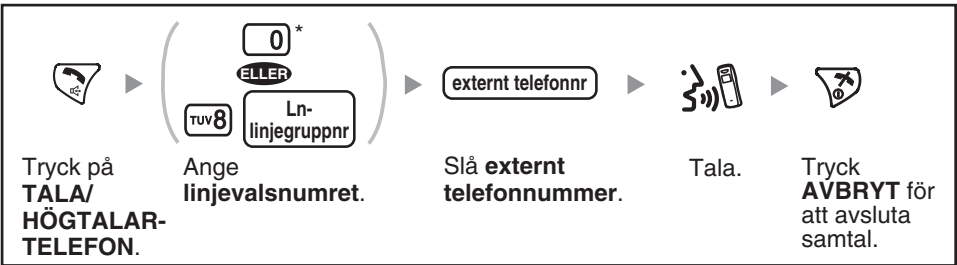 0 *
ELLER
TUV8 Ln-
linjegruppnr
externt telefonnr
Tryck på
TALA/
HÖGTALAR-
TELEFON.
Ange
linjevalsnumret.
Slå externt
telefonnummer.
Tala.
Tryck
AVBRYT för
att avsluta
samtal.